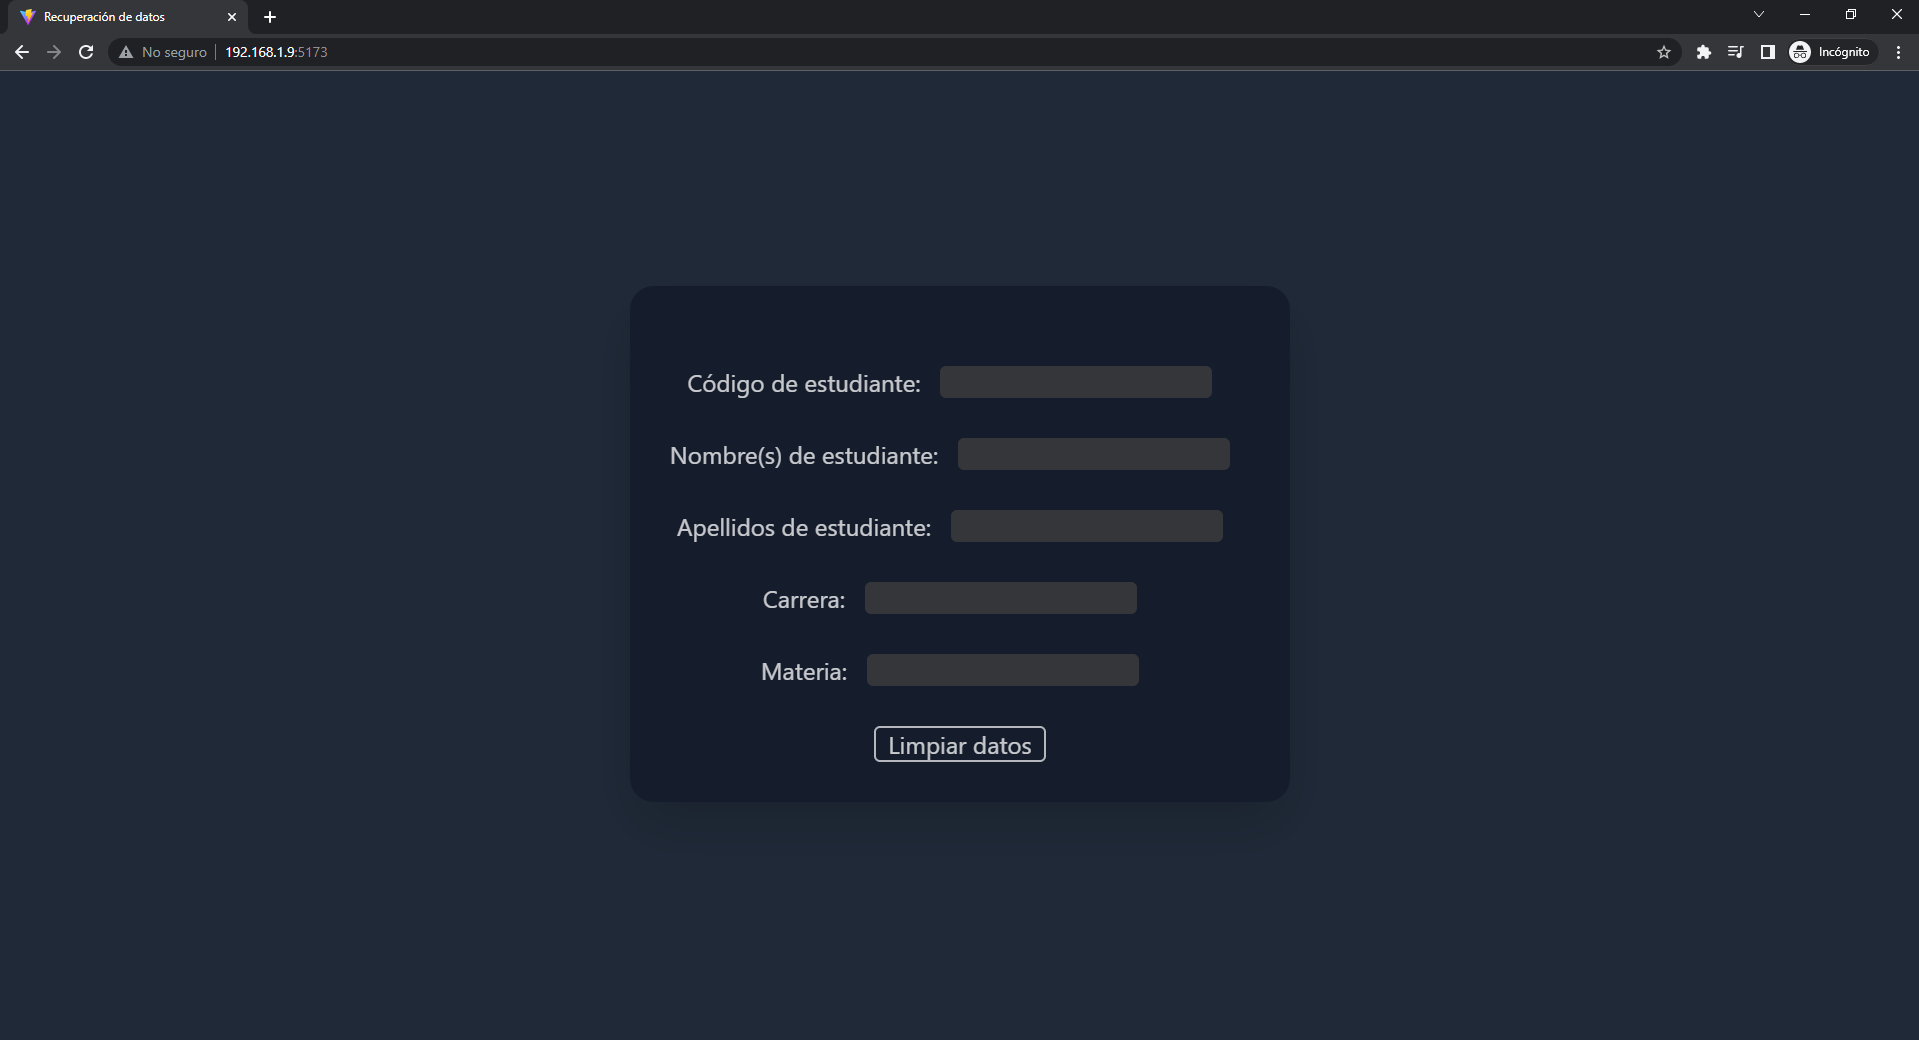 Recuperación de datos
No seguro 192.168.1.9:5173
Incógnito
Código de estudiante:
Nombre(s) de estudiante:
Apellidos de estudiante:
Carrera:
Materia:
Limpiar datos